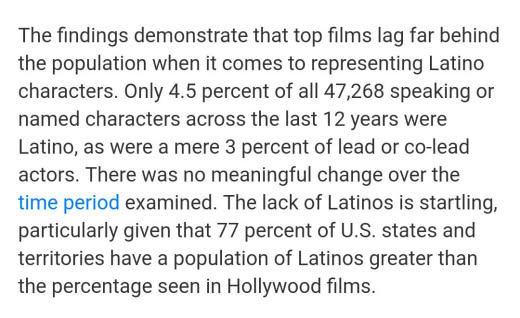 The findings demonstrate that top films lag far behind
the population when it comes to representing Latino
characters. Only 4.5 percent of all 47,268 speaking or
named characters across the last 12 years were
Latino, as were a mere 3 percent of lead or co-lead
actors. There was no meaningful change over the
time period examined. The lack of Latinos is startling,
particularly given that 77 percent of U.S. states and
territories have a population of Latinos greater than
the percentage seen in Hollywood films.